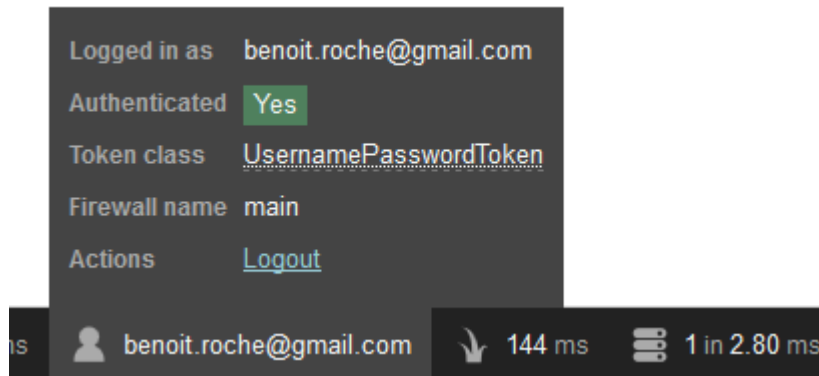 Logged in as benoit.roche@gmail.com
Authenticated Yes
Token class UsernamePasswordToken
Firewall name main
Actions Logout
ms benoit.roche@gmail.com 144 ms 1 in 2.80 ms